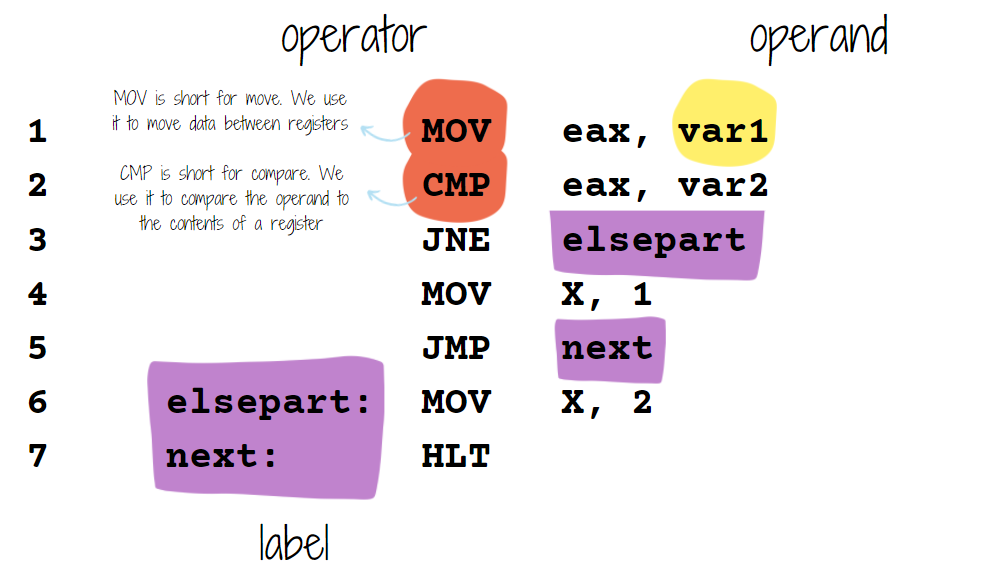 operator operand
MOV is short for move. We use
it to move data between registers
1 MOV eax, var1
CMP is short for compare. We
use it to compare the operand to
the contents of a register
2 CMP eax, var2
3 JNE elsepart
4 MOV X, 1
5 JMP next
6 elsepart: MOV X, 2
7 next: HLT
label